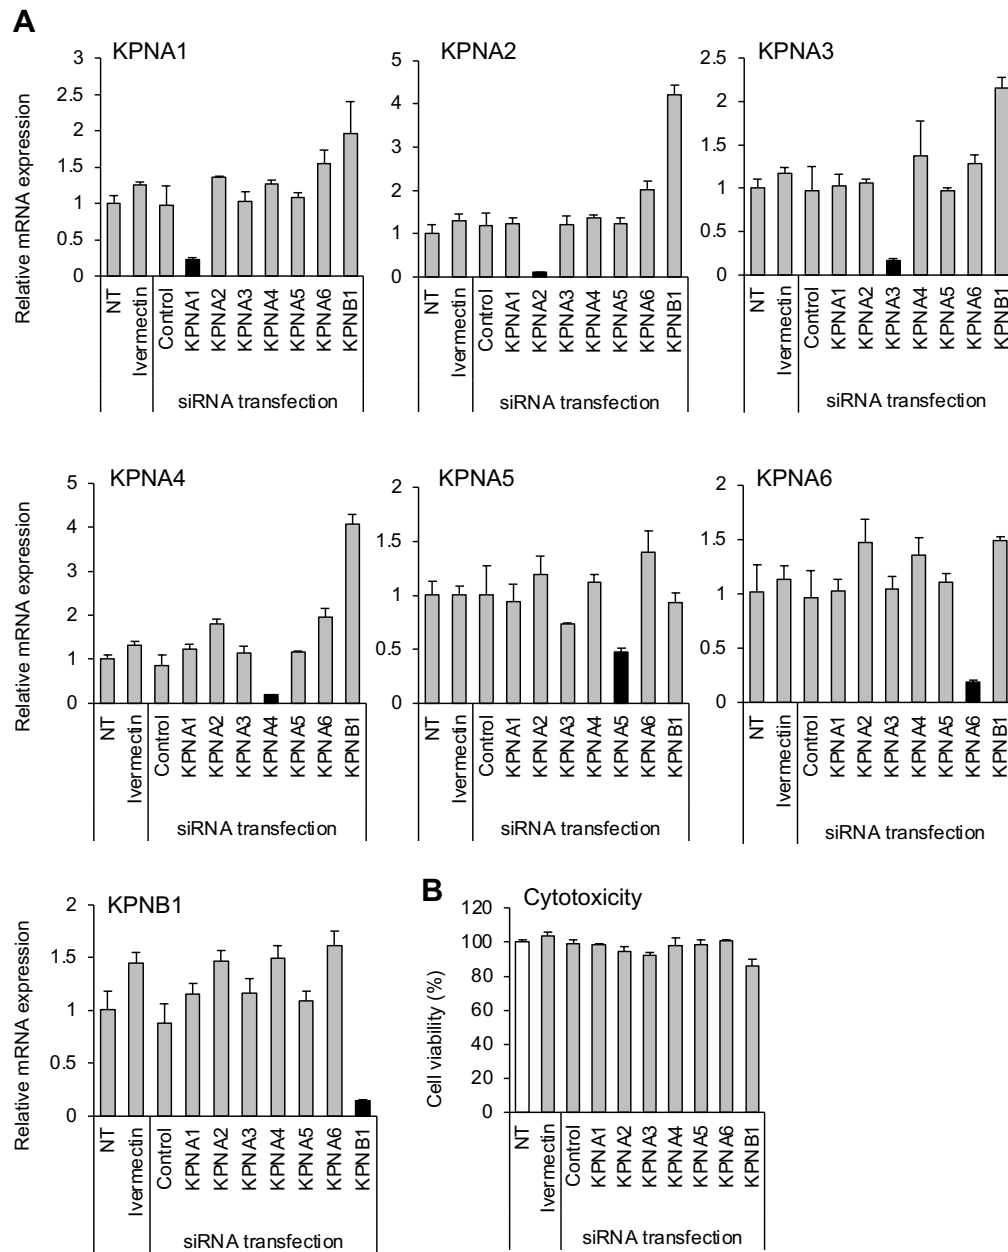 A
KPNA1
Relative mRNA expression
3
2.5
2
1.5
1
0.5
0
NT
Ivermectin
Control
KPNA1
KPNA2
KPNA3
KPNA4
KPNA5
KPNA6
KPNB1
siRNA transfection
KPNA2
5
4
3
2
1
0
NT
Ivermectin
Control
KPNA1
KPNA2
KPNA3
KPNA4
KPNA5
KPNA6
KPNB1
siRNA transfection
KPNA3
2.5
2
1.5
1
0.5
0
NT
Ivermectin
Control
KPNA1
KPNA2
KPNA3
KPNA4
KPNA5
KPNA6
KPNB1
siRNA transfection
KPNA4
Relative mRNA expression
5
4
3
2
1
0
NT
Ivermectin
Control
KPNA1
KPNA2
KPNA3
KPNA4
KPNA5
KPNA6
KPNB1
siRNA transfection
KPNA5
2
1.5
1
0.5
0
NT
Ivermectin
Control
KPNA1
KPNA2
KPNA3
KPNA4
KPNA5
KPNA6
KPNB1
siRNA transfection
KPNA6
2
1.5
1
0.5
0
NT
Ivermectiin
Control
KPNA1
KPNA2
KPNA3
KPNA4
KPNA5
KPNA6
KPNB1
siRNA transfection
KPNB1
Relative mRNA expression
2
1.5
1
0.5
0
NT
Ivermectin
Control
KPNA1
KPNA2
KPNA3
KPNA4
KPNA5
KPNA6
KPNB1
siRNA transfection
B
Cytotoxicity
Cell viability (%)
120
100
80
60
40
20
0
NT
Ivermectin
Control
KPNA1
KPNA2
KPNA3
KPNA4
KPNA5
KPNA6
KPNB1
siRNA transfection